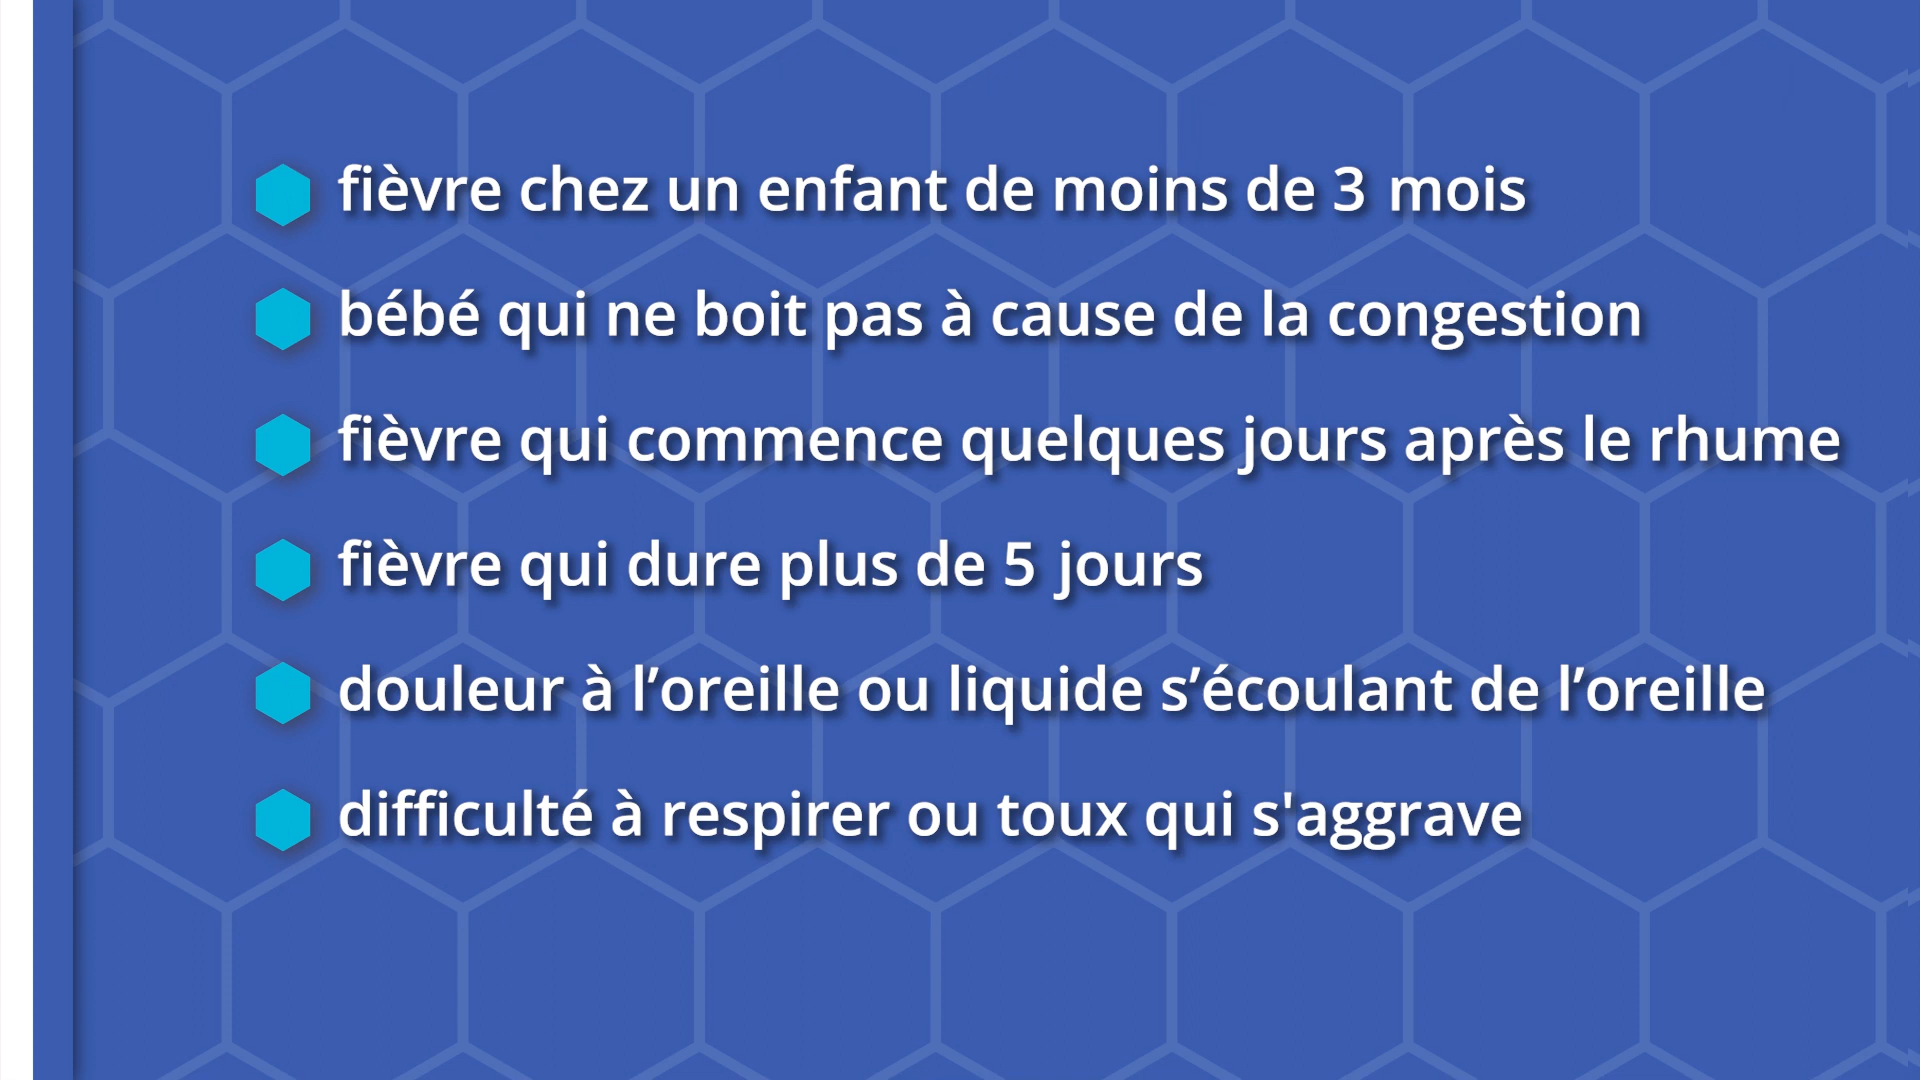 fièvre chez un enfant de moins de 3 mois
bébé qui ne boit pas à cause de la congestion
fièvre qui commence quelques jours après le rhume
fièvre qui dure plus de 5 jours
douleur à l’oreille ou liquide s’écoulant de l’oreille
difficulté à respirer ou toux qui s'aggrave